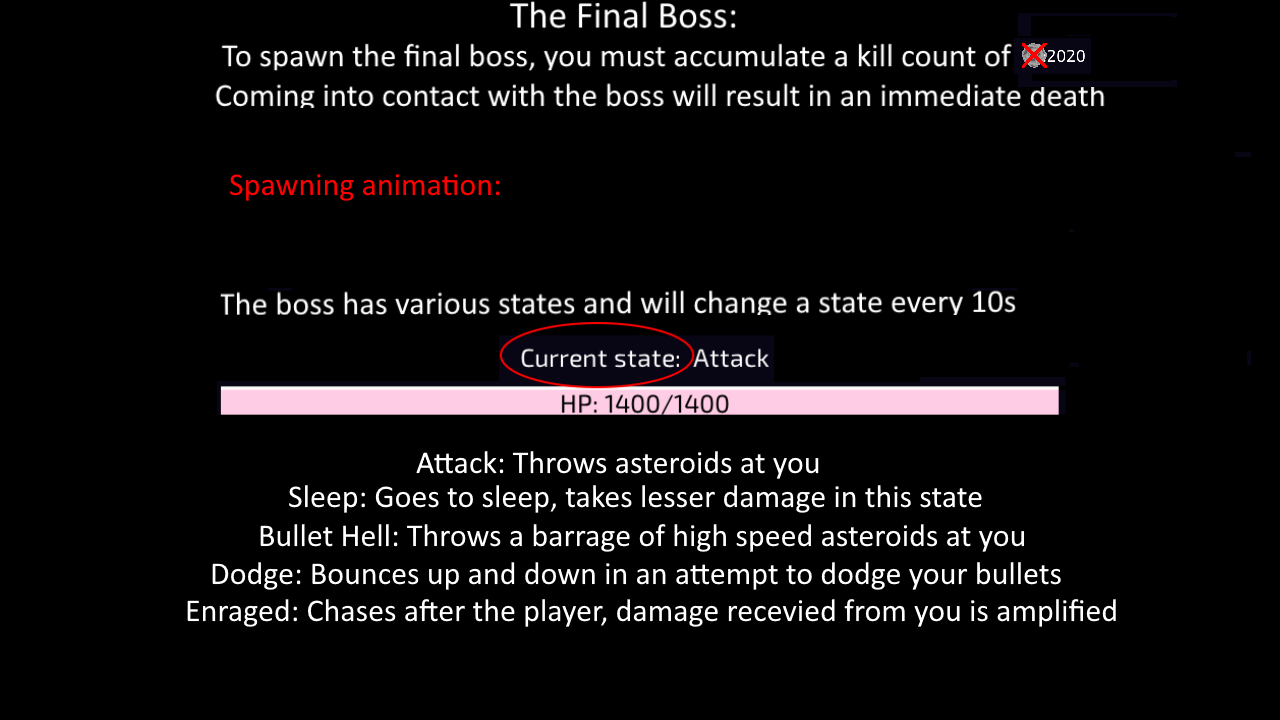 The Final Boss:
To spawn the final boss, you must accumulate a kill count of 2020
Coming into contact with the boss will result in an immediate death
Spawning animation:
The boss has various states and will change a state every 10s
Current state: Attack
HP: 1400/1400
Attack: Throws asteroids at you
Sleep: Goes to sleep, takes lesser damage in this state
Bullet Hell: Throws a barrage of high speed asteroids at you
Dodge: Bounces up and down in an attempt to dodge your bullets
Enraged: Chases after the player, damage recevied from you is amplified